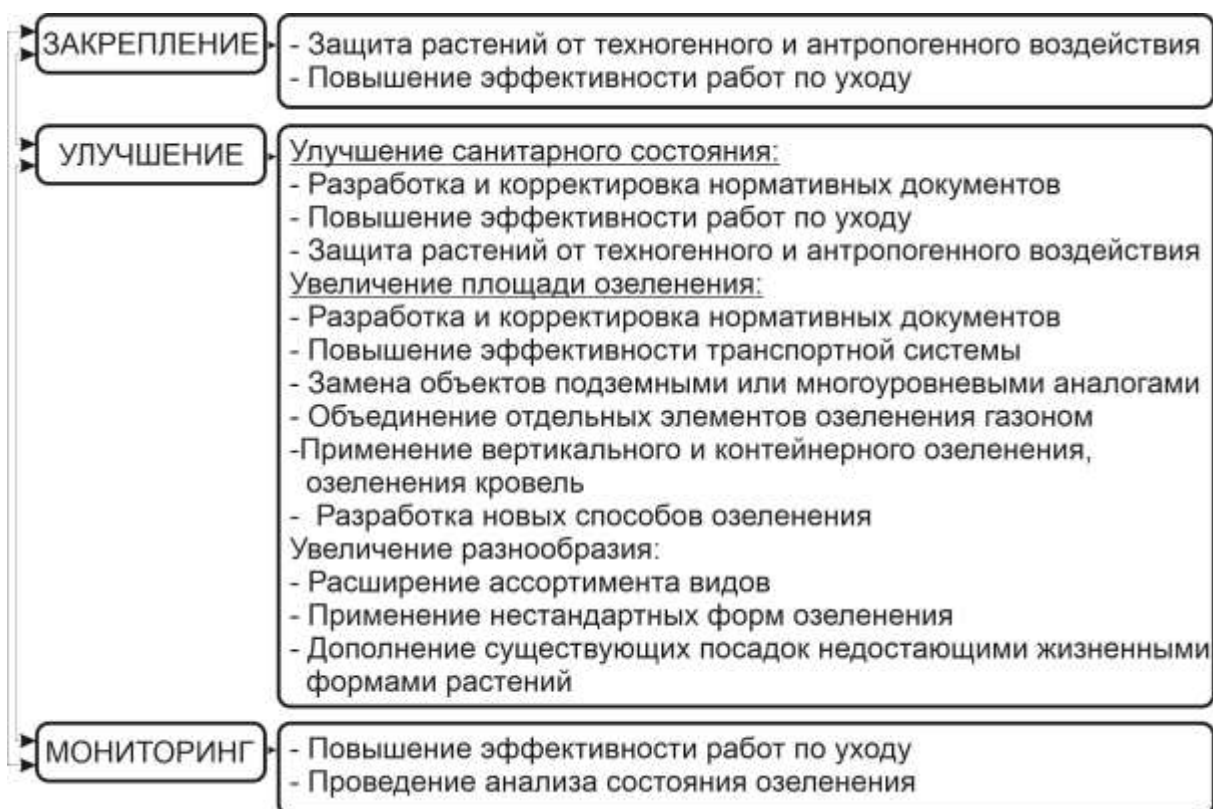 ЗАКРЕПЛЕНИЕ
- Защита растений от техногенного и антропогенного воздействия
- Повышение эффективности работ по уходу
УЛУЧШЕНИЕ
Улучшение санитарного состояния:
- Разработка и корректировка нормативных документов
- Повышение эффективности работ по уходу
- Защита растений от техногенного и антропогенного воздействия
Увеличение площади озеленения:
- Разработка и корректировка нормативных документов
- Повышение эффективности транспортной системы
- Замена объектов подземными или многоуровневыми аналогами
- Объединение отдельных элементов озеленения газоном
-Применение вертикального и контейнерного озеленения,
озеленения кровель
- Разработка новых способов озеленения
Увеличение разнообразия:
- Расширение ассортимента видов
- Применение нестандартных форм озеленения
- Дополнение существующих посадок недостающими жизненными
формами растений
МОНИТОРИНГ
- Повышение эффективности работ по уходу
- Проведение анализа состояния озеленения